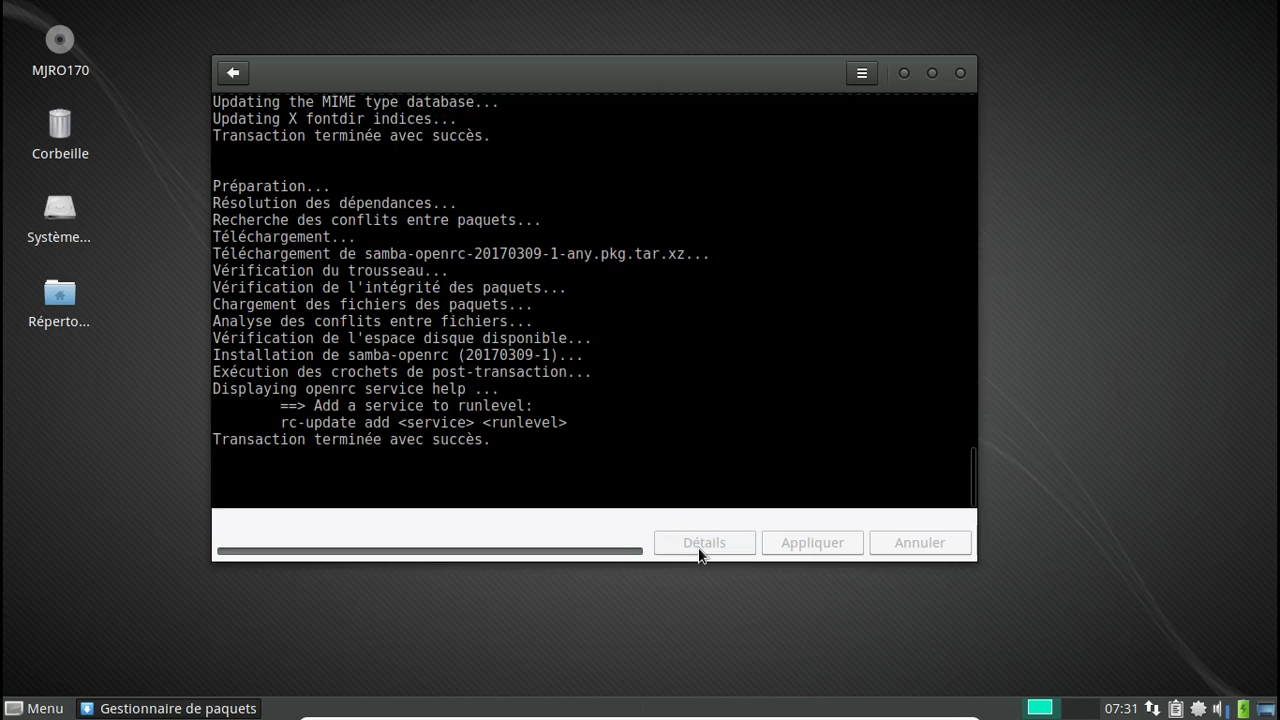 MJRO170
Corbeille
Système...
Réperto...
Updating the MIME type database...
Updating X fontdir indices...
Transaction terminée avec succès.
Préparation...
Résolution des dépendances...
Recherche des conflits entre paquets...
Téléchargement...
Téléchargement de samba-openrc-20170309-1-any.pkg.tar.xz...
Vérification du trousseau...
Vérification de l'intégrité des paquets...
Chargement des fichiers des paquets...
Analyse des conflits entre fichiers...
Vérification de l'espace disque disponible...
Installation de samba-openrc (20170309-1)...
Exécution des crochets de post-transaction...
Displaying openrc service help ...
==> Add a service to runlevel:
rc-update add <service> <runlevel>
Transaction terminée avec succès.
Détails Appliquer Annuler
Menu Gestionnaire de paquets 07:31